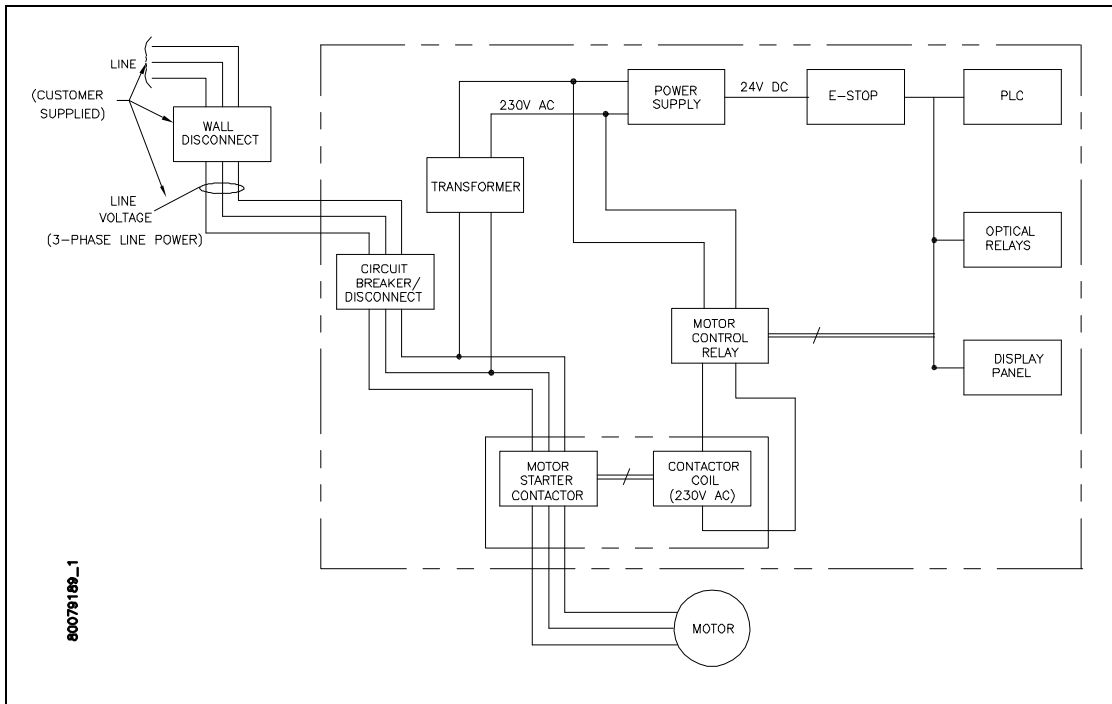 LINE
(CUSTOMER
SUPPLIED)
WALL
DISCONNECT
LINE
VOLTAGE
(3-PHASE LINE POWER)
230V AC
TRANSFORMER
CIRCUIT
BREAKER/
DISCONNECT
POWER
SUPPLY
24V DC
E-STOP
PLC
OPTICAL
RELAYS
MOTOR
CONTROL
RELAY
DISPLAY
PANEL
MOTOR
STARTER
CONTACTOR
CONTACTOR
COIL
(230V AC)
MOTOR
80079189_1